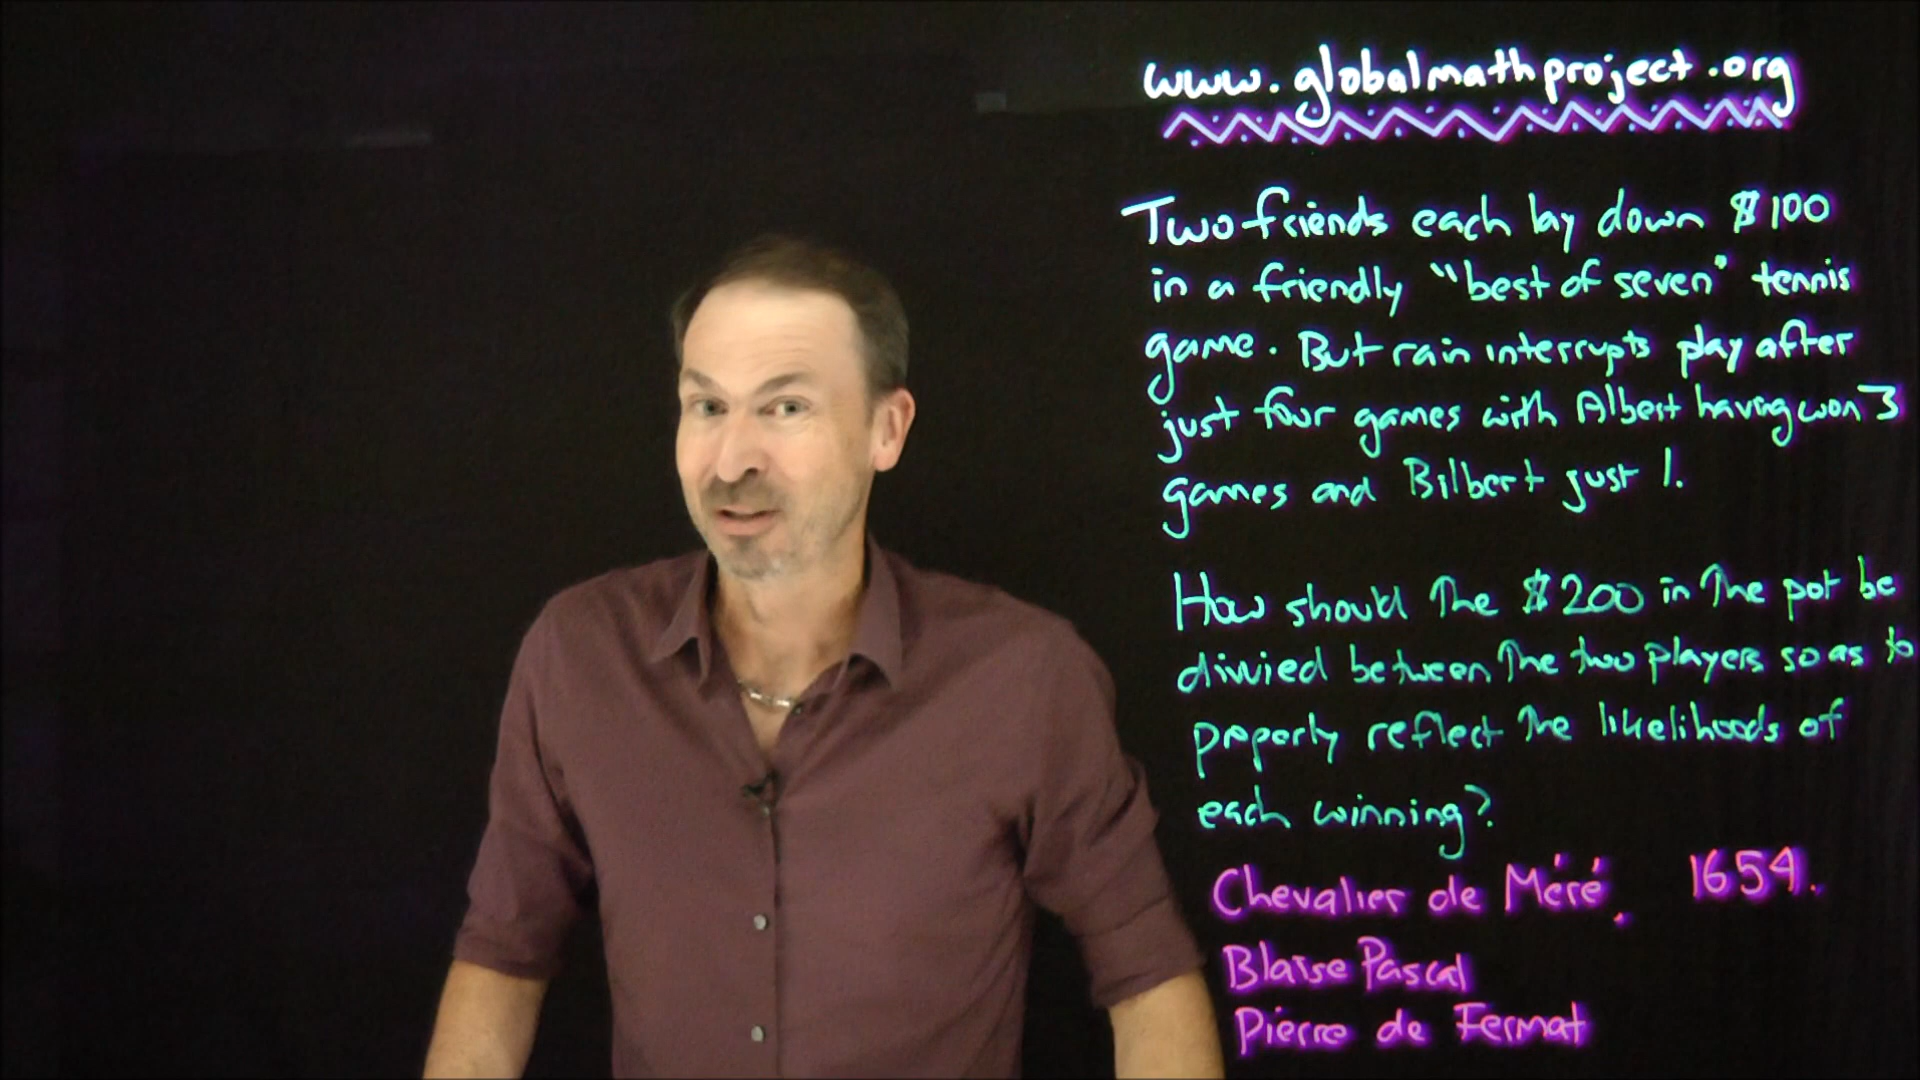 www.globalmathproject.org
Two friends each lay down $100
in a friendly "best of seven" tennis
game. But rain interrupts play after
just four games with Albert having won 3
games and Bilbert just 1.
How should the $200 in the pot be
divvied between the two players so as to
properly reflect the likelihoods of
each winning?
Chevalier de Méré, 1654.
Blaise Pascal
Pierre de Fermat